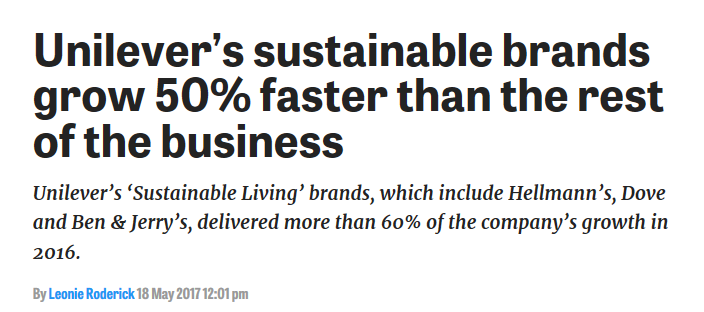 Unilever’s sustainable brands
grow 50% faster than the rest
of the business
Unilever’s ‘Sustainable Living’ brands, which include Hellmann’s, Dove
and Ben & Jerry’s, delivered more than 60% of the company’s growth in
2016.
By Leonie Roderick 18 May 2017 12:01 pm